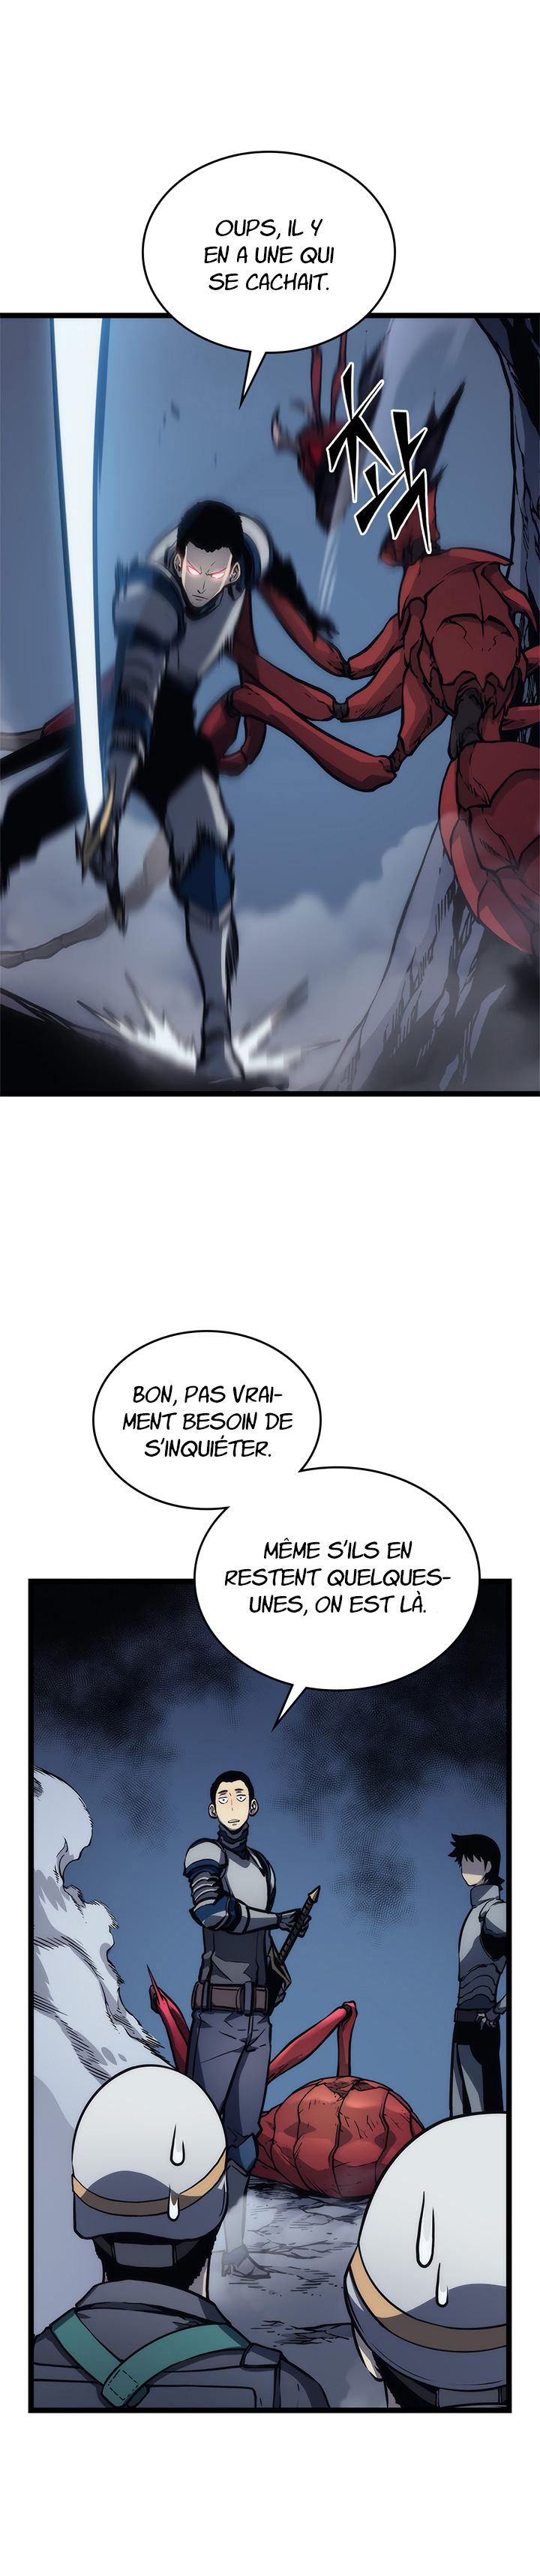 OUPS, IL Y
EN A UNE QUI
SE CACHAIT.
BON, PAS VRAI-
MENT BESOIN DE
S'INQUIÉTER.
MÊME S'ILS EN
RESTENT QUELQUES-
UNES, ON EST LÀ.